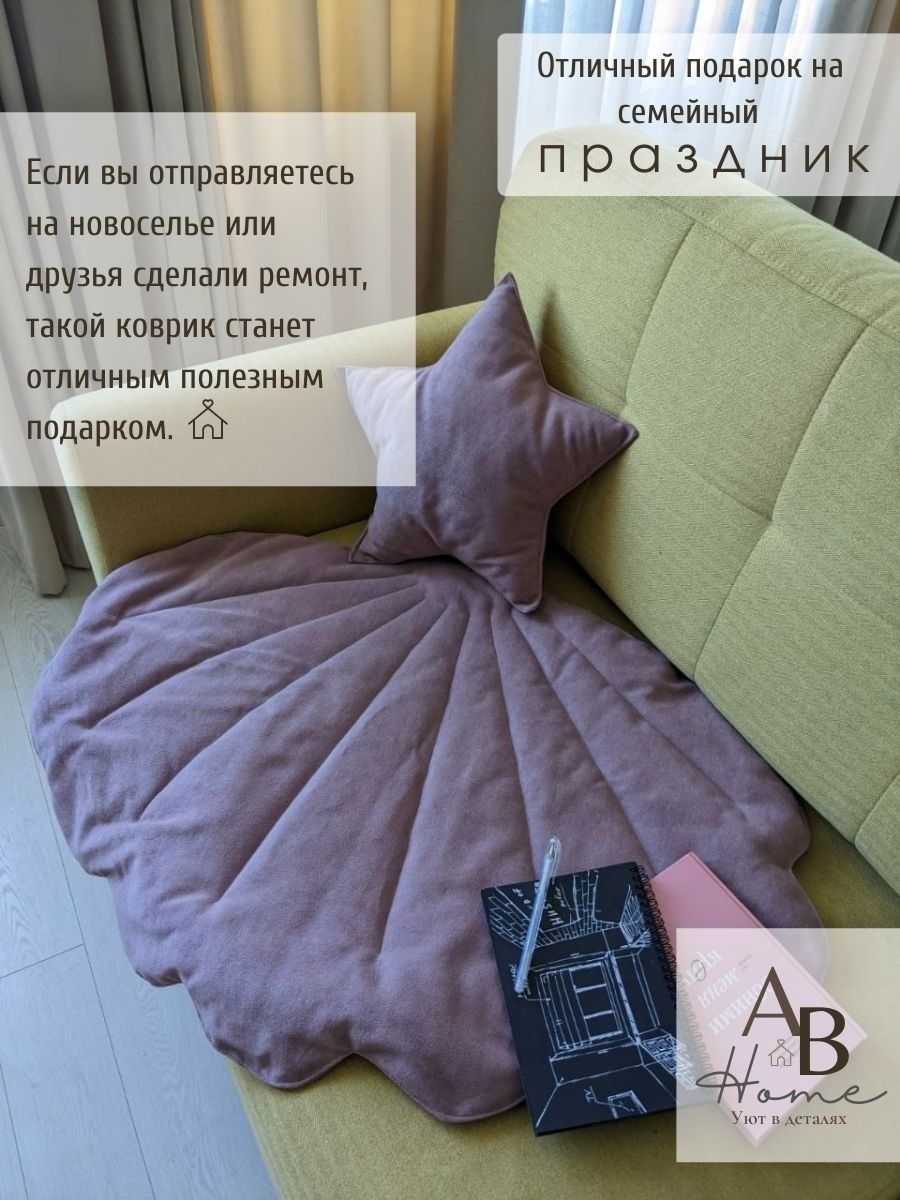 Отличный подарок на
семейный
праздник
Если вы отправляетесь
на новоселье или
друзья сделали ремонт,
такой коврик станет
отличным полезным
подарком.
меня
AB
Home
Уют в деталях